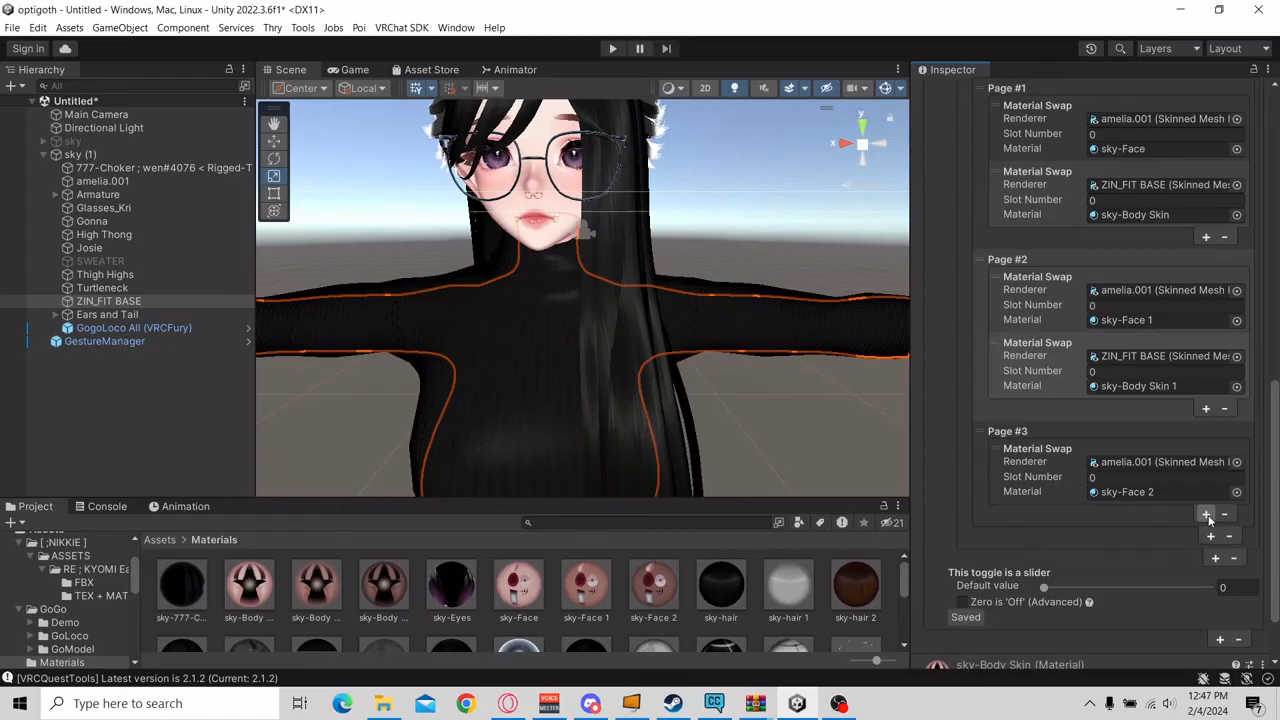 optigoth - Untitled - Windows, Mac, Linux - Unity 2022.3.6f1* <DX11>
File Edit Assets GameObject Component Services Thry Tools Jobs Poi VRChat SDK Window Help
Sign in
Layers
Layout
Hierarchy
Scene Game Asset Store Animator
Inspector
All
Center Local
2D
Untitled*
Main Camera
Directional Light
sky
sky (1)
777-Choker ; wen#4076 < Rigged-T
amelia.001
Armature
Glasses_Kri
Gonna
High Thong
Josie
SWEATER
Thigh Highs
Turtleneck
ZIN_FIT BASE
Ears and Tail
GogoLoco All (VRCFury)
GestureManager
y
x
Page #1
Material Swap
Renderer amelia.001 (Skinned Mesh
Slot Number 0
Material sky-Face
Material Swap
Renderer ZIN_FIT BASE (Skinned Me
Slot Number 0
Material sky-Body Skin
+ -
Page #2
Material Swap
Renderer amelia.001 (Skinned Mesh
Slot Number 0
Material sky-Face 1
Material Swap
Renderer ZIN_FIT BASE (Skinned Me
Slot Number 0
Material sky-Body Skin 1
+ -
Page #3
Material Swap
Renderer amelia.001 (Skinned Mesh
Slot Number 0
Material sky-Face 2
+ -
+ -
+ -
This toggle is a slider
Default value 0
Zero is 'Off' (Advanced)
Saved
+ -
sky-Body Skin (Material)
Project Console Animation
21
[ ;NIKKIE ]
ASSETS
RE ; KYOMI Ea
FBX
TEX + MAT
GoGo
Demo
GoLoco
GoModel
Materials
Assets > Materials
sky-777-C...
sky-Body ...
sky-Body ...
sky-Body ...
sky-Eyes
sky-Face
sky-Face 1
sky-Face 2
sky-hair
sky-hair 1
sky-hair 2
[VRCQuestTools] Latest version is 2.1.2 (Current: 2.1.2)
Type here to search
VOICE
MEETER
CC
12:47 PM
2/4/2024
7